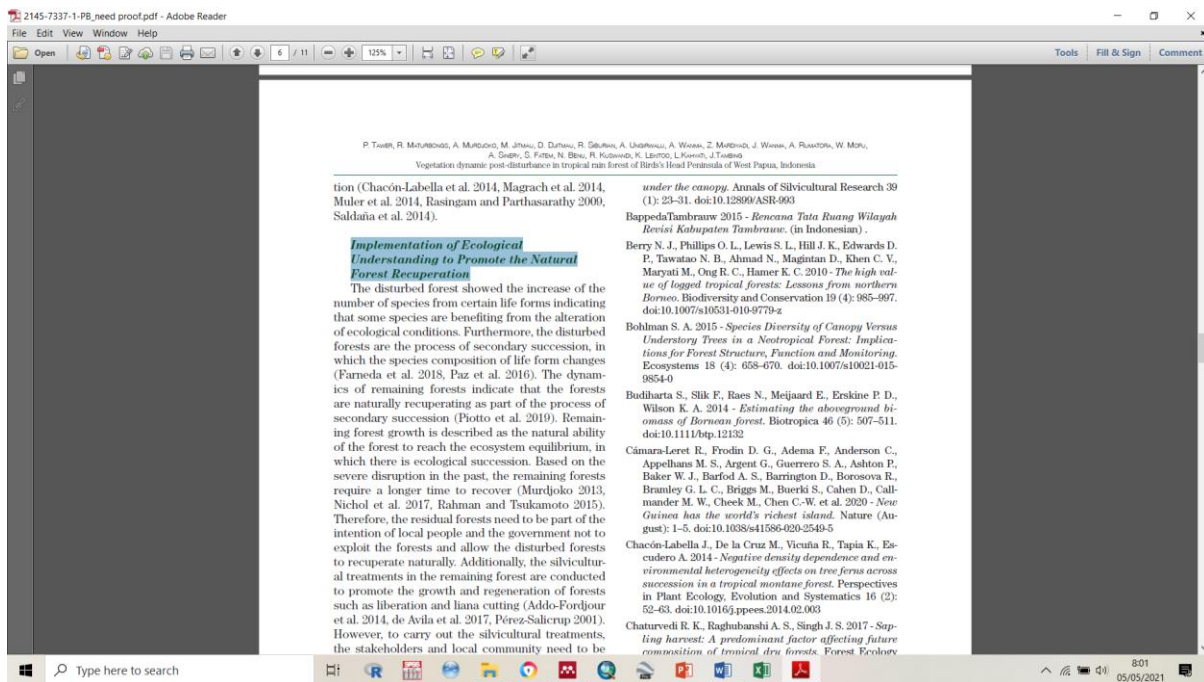 2145-7337-1-PB_need proof.pdf - Adobe Reader
File Edit View Window Help
Open
6 / 11
125%
Tools
Fill & Sign
Comment
P. Tawer, R. Maturbongs, A. Murdjoko, M. Jitmau, D. Djitmau, R. Siburian, A. Ungirwalu, A. Wanma, Z. Mardiyadi, J. Wanma, A. Rumatora, W. Mofu,
A. Sinery, S. Fatem, N. Benu, R. Kuswandi, K. Lekitoo, L. Khayati, J. Tambing
Vegetation dynamic post-disturbance in tropical rain forest of Birds's Head Peninsula of West Papua, Indonesia
tion (Chacón-Labella et al. 2014, Magrach et al. 2014,
Muler et al. 2014, Rasingam and Parthasarathy 2009,
Saldaña et al. 2014).
Implementation of Ecological
Understanding to Promote the Natural
Forest Recuperation
The disturbed forest showed the increase of the
number of species from certain life forms indicating
that some species are benefiting from the alteration
of ecological conditions. Furthermore, the disturbed
forests are the process of secondary succession, in
which the species composition of life form changes
(Farneda et al. 2018, Paz et al. 2016). The dynam-
ics of remaining forests indicate that the forests
are naturally recuperating as part of the process of
secondary succession (Piotto et al. 2019). Remain-
ing forest growth is described as the natural ability
of the forest to reach the ecosystem equilibrium, in
which there is ecological succession. Based on the
severe disruption in the past, the remaining forests
require a longer time to recover (Murdjoko 2013,
Nichol et al. 2017, Rahman and Tsukamoto 2015).
Therefore, the residual forests need to be part of the
intention of local people and the government not to
exploit the forests and allow the disturbed forests
to recuperate naturally. Additionally, the silvicultur-
al treatments in the remaining forest are conducted
to promote the growth and regeneration of forests
such as liberation and liana cutting (Addo-Fordjour
et al. 2014, de Avila et al. 2017, Pérez-Salicrup 2001).
However, to carry out the silvicultural treatments,
the stakeholders and local community need to be
under the canopy. Annals of Silvicultural Research 39
(1): 23–31. doi:10.12899/ASR-993
BappedaTambrauw 2015 - Rencana Tata Ruang Wilayah
Revisi Kabupaten Tambrauw. (in Indonesian) .
Berry N. J., Phillips O. L., Lewis S. L., Hill J. K., Edwards D.
P., Tawatao N. B., Ahmad N., Magintan D., Khen C. V.,
Maryati M., Ong R. C., Hamer K. C. 2010 - The high val-
ue of logged tropical forests: Lessons from northern
Borneo. Biodiversity and Conservation 19 (4): 985–997.
doi:10.1007/s10531-010-9779-z
Bohlman S. A. 2015 - Species Diversity of Canopy Versus
Understory Trees in a Neotropical Forest: Implica-
tions for Forest Structure, Function and Monitoring.
Ecosystems 18 (4): 658–670. doi:10.1007/s10021-015-
9854-0
Budiharta S., Slik F., Raes N., Meijaard E., Erskine P. D.,
Wilson K. A. 2014 - Estimating the aboveground bi-
omass of Bornean forest. Biotropica 46 (5): 507–511.
doi:10.1111/btp.12132
Cámara-Leret R., Frodin D. G., Adema F., Anderson C.,
Appelhans M. S., Argent G., Guerrero S. A., Ashton P.,
Baker W. J., Barfod A. S., Barrington D., Borosova R.,
Bramley G. L. C., Briggs M., Buerki S., Cahen D., Call-
mander M. W., Cheek M., Chen C.-W. et al. 2020 - New
Guinea has the world's richest island. Nature (Au-
gust): 1–5. doi:10.1038/s41586-020-2549-5
Chacón-Labella J., De la Cruz M., Vicuña R., Tapia K., Es-
cudero A. 2014 - Negative density dependence and en-
vironmental heterogeneity effects on tree ferns across
succession in a tropical montane forest. Perspectives
in Plant Ecology, Evolution and Systematics 16 (2):
52–63. doi:10.1016/j.ppees.2014.02.003
Chaturvedi R. K., Raghubanshi A. S., Singh J. S. 2017 - Sap-
ling harvest: A predominant factor affecting future
composition of tropical dry forests. Forest Ecology
Type here to search
8:01
05/05/2021